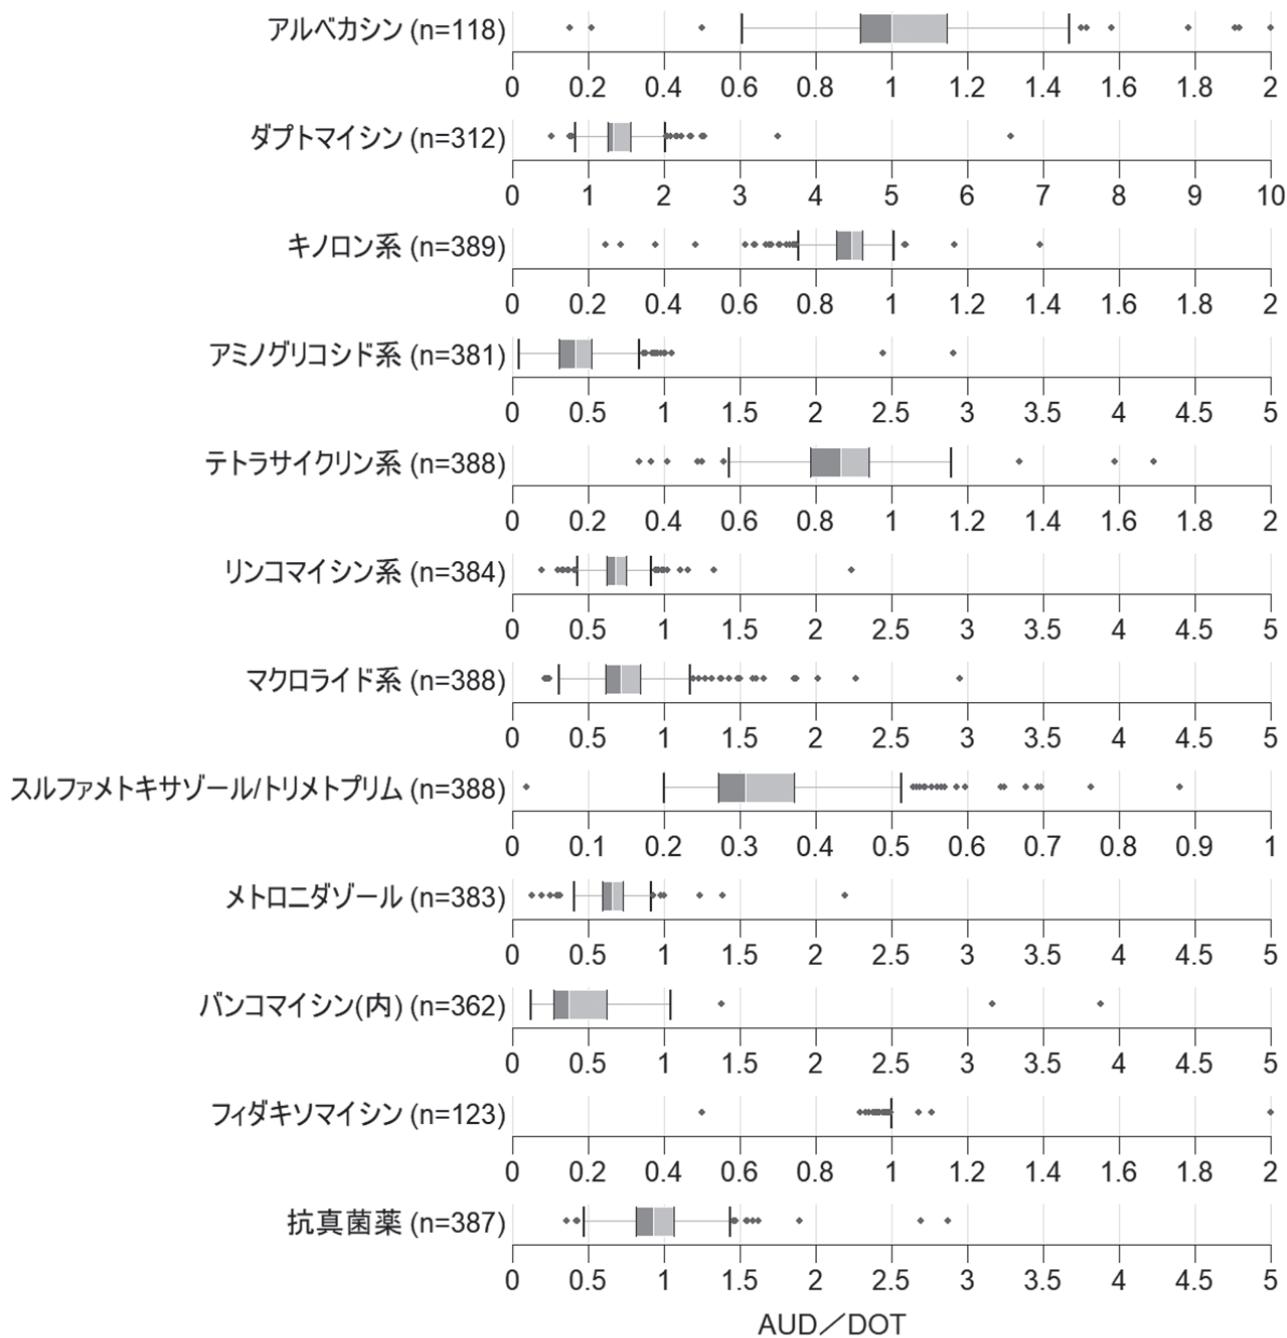 アルベカシン (n=118)
0 0.2 0.4 0.6 0.8 1 1.2 1.4 1.6 1.8 2
ダプトマイシン (n=312)
0 1 2 3 4 5 6 7 8 9 10
キノロン系 (n=389)
0 0.2 0.4 0.6 0.8 1 1.2 1.4 1.6 1.8 2
アミノグリコシド系 (n=381)
0 0.5 1 1.5 2 2.5 3 3.5 4 4.5 5
テトラサイクリン系 (n=388)
0 0.2 0.4 0.6 0.8 1 1.2 1.4 1.6 1.8 2
リンコマイシン系 (n=384)
0 0.5 1 1.5 2 2.5 3 3.5 4 4.5 5
マクロライド系 (n=388)
0 0.5 1 1.5 2 2.5 3 3.5 4 4.5 5
スルファメトキサゾール/トリメトプリム (n=388)
0 0.1 0.2 0.3 0.4 0.5 0.6 0.7 0.8 0.9 1
メトロニダゾール (n=383)
0 0.5 1 1.5 2 2.5 3 3.5 4 4.5 5
バンコマイシン(内) (n=362)
0 0.5 1 1.5 2 2.5 3 3.5 4 4.5 5
フィダキソマイシン (n=123)
0 0.2 0.4 0.6 0.8 1 1.2 1.4 1.6 1.8 2
抗真菌薬 (n=387)
0 0.5 1 1.5 2 2.5 3 3.5 4 4.5 5
AUD／DOT